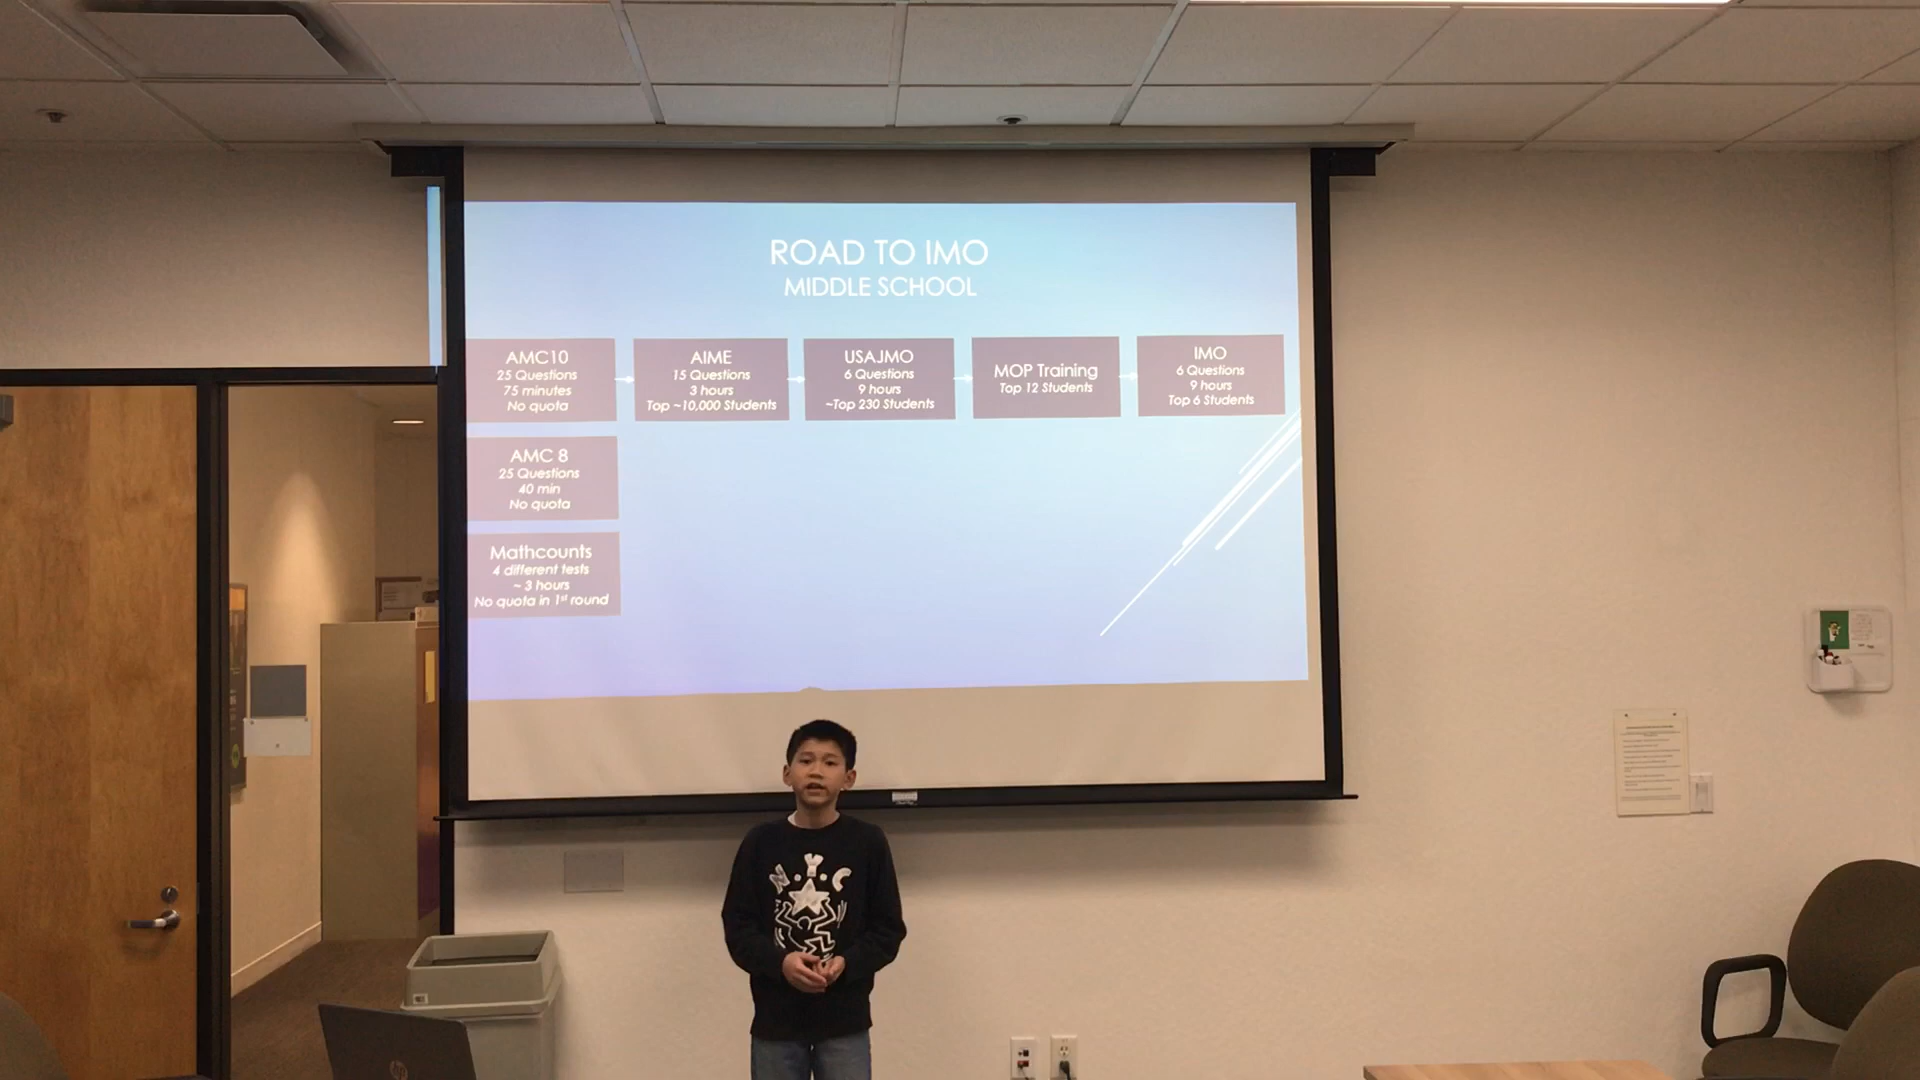 ROAD TO IMO
MIDDLE SCHOOL
AMC10
25 Questions
75 minutes
No quota
AIME
15 Questions
3 hours
Top ~10,000 Students
USAJMO
6 Questions
9 hours
~Top 230 Students
MOP Training
Top 12 Students
IMO
6 Questions
9 hours
Top 6 Students
AMC 8
25 Questions
40 min
No quota
Mathcounts
4 different tests
~ 3 hours
No quota in 1st round
N.Y.C
hp